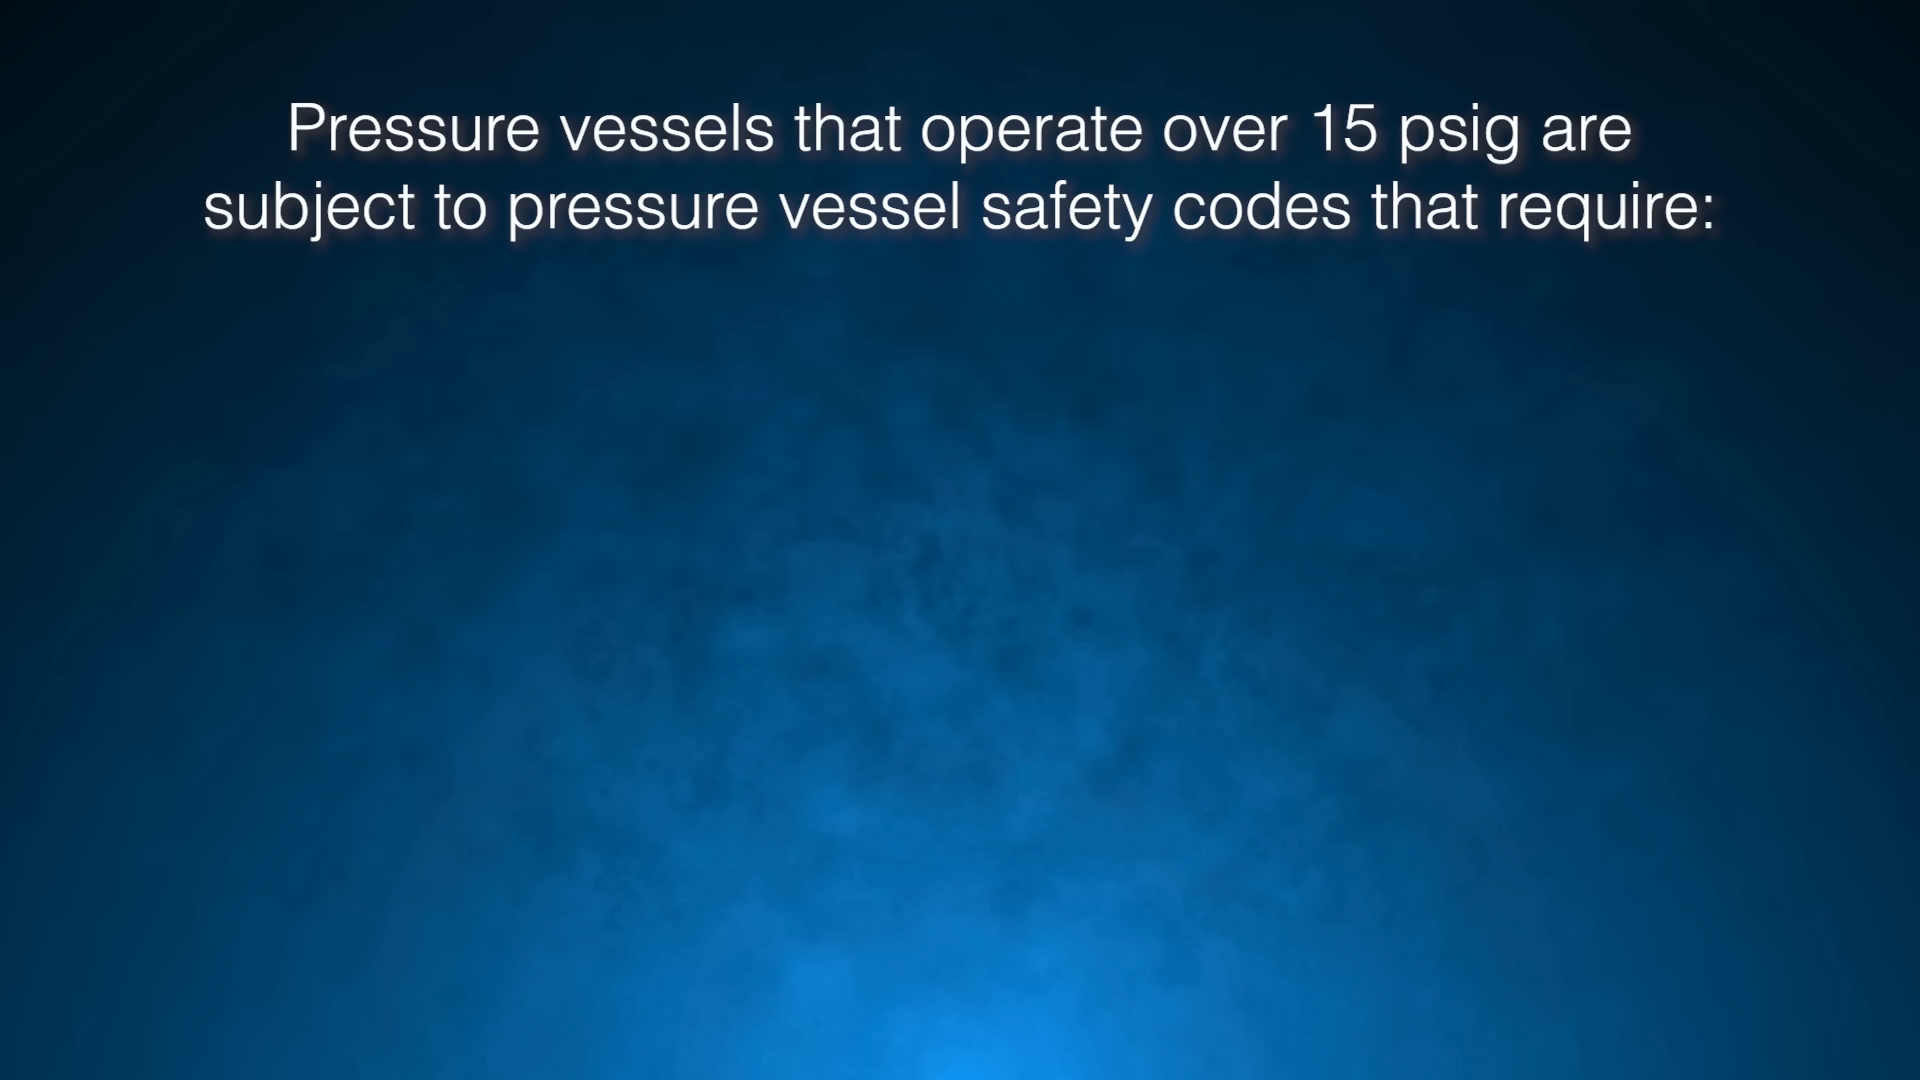 Pressure vessels that operate over 15 psig are
subject to pressure vessel safety codes that require: